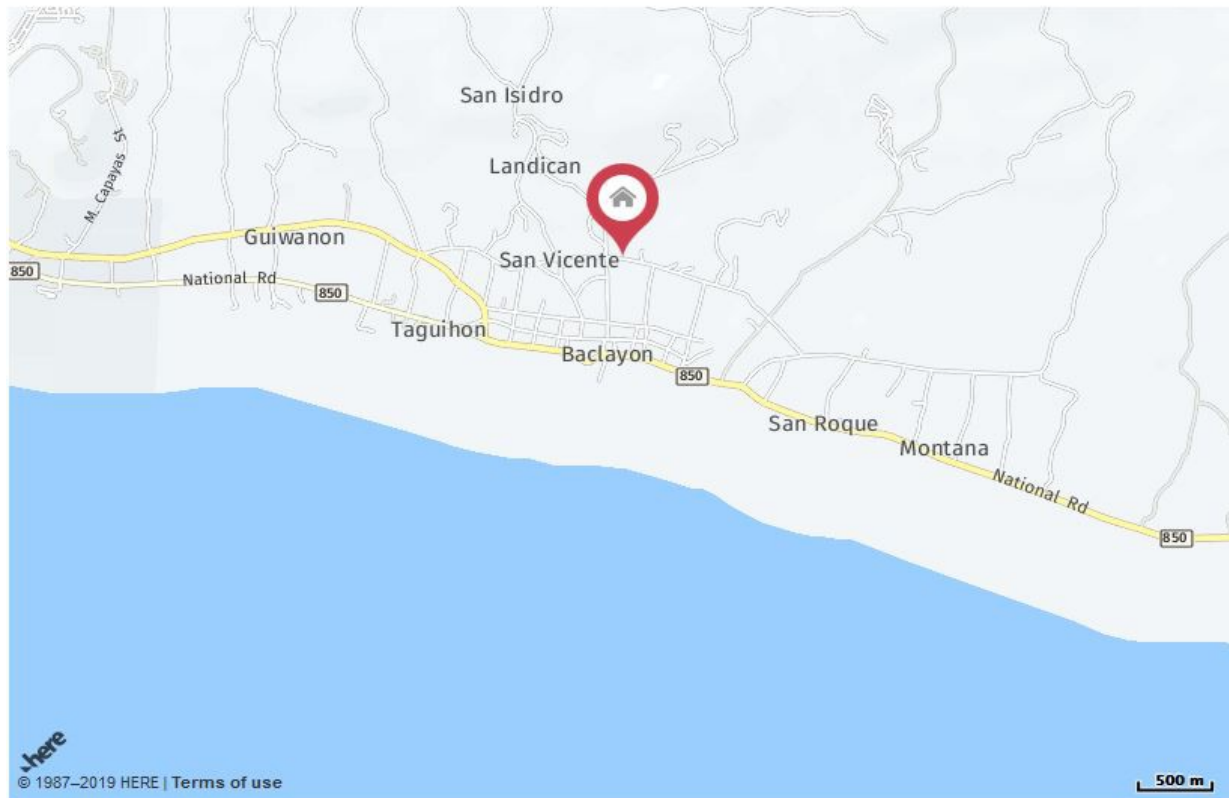 San Isidro
Landican
M. Capayas St
Guiwanon
San Vicente
850
National Rd
850
Taguihon
Baclayon
850
San Roque
Montana
National Rd
850
here
© 1987–2019 HERE | Terms of use
500 m